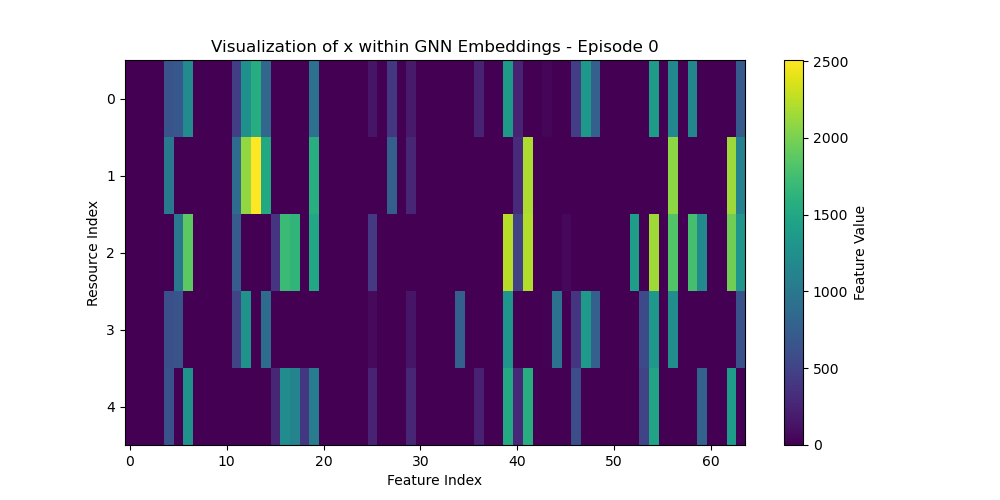 Visualization of x within GNN Embeddings - Episode 0
Resource Index
0
1
2
3
4
0 10 20 30 40 50 60
Feature Index
2500
2000
1500
1000
500
0
Feature Value